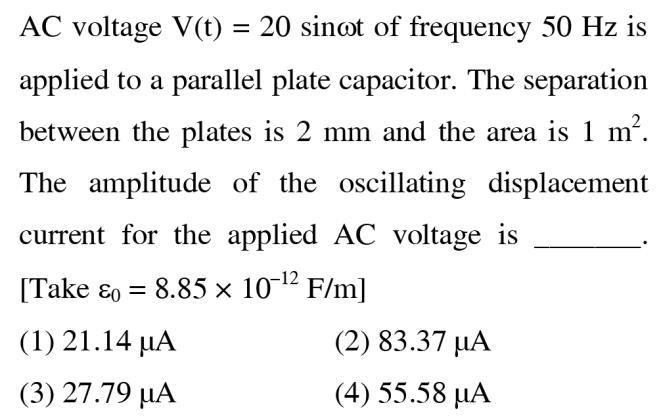 AC voltage V(t) = 20 sinωt of frequency 50 Hz is
applied to a parallel plate capacitor. The separation
between the plates is 2 mm and the area is 1 m².
The amplitude of the oscillating displacement
current for the applied AC voltage is _______.
[Take ε₀ = 8.85 × 10⁻¹² F/m]
(1) 21.14 μA (2) 83.37 μA
(3) 27.79 μA (4) 55.58 μA